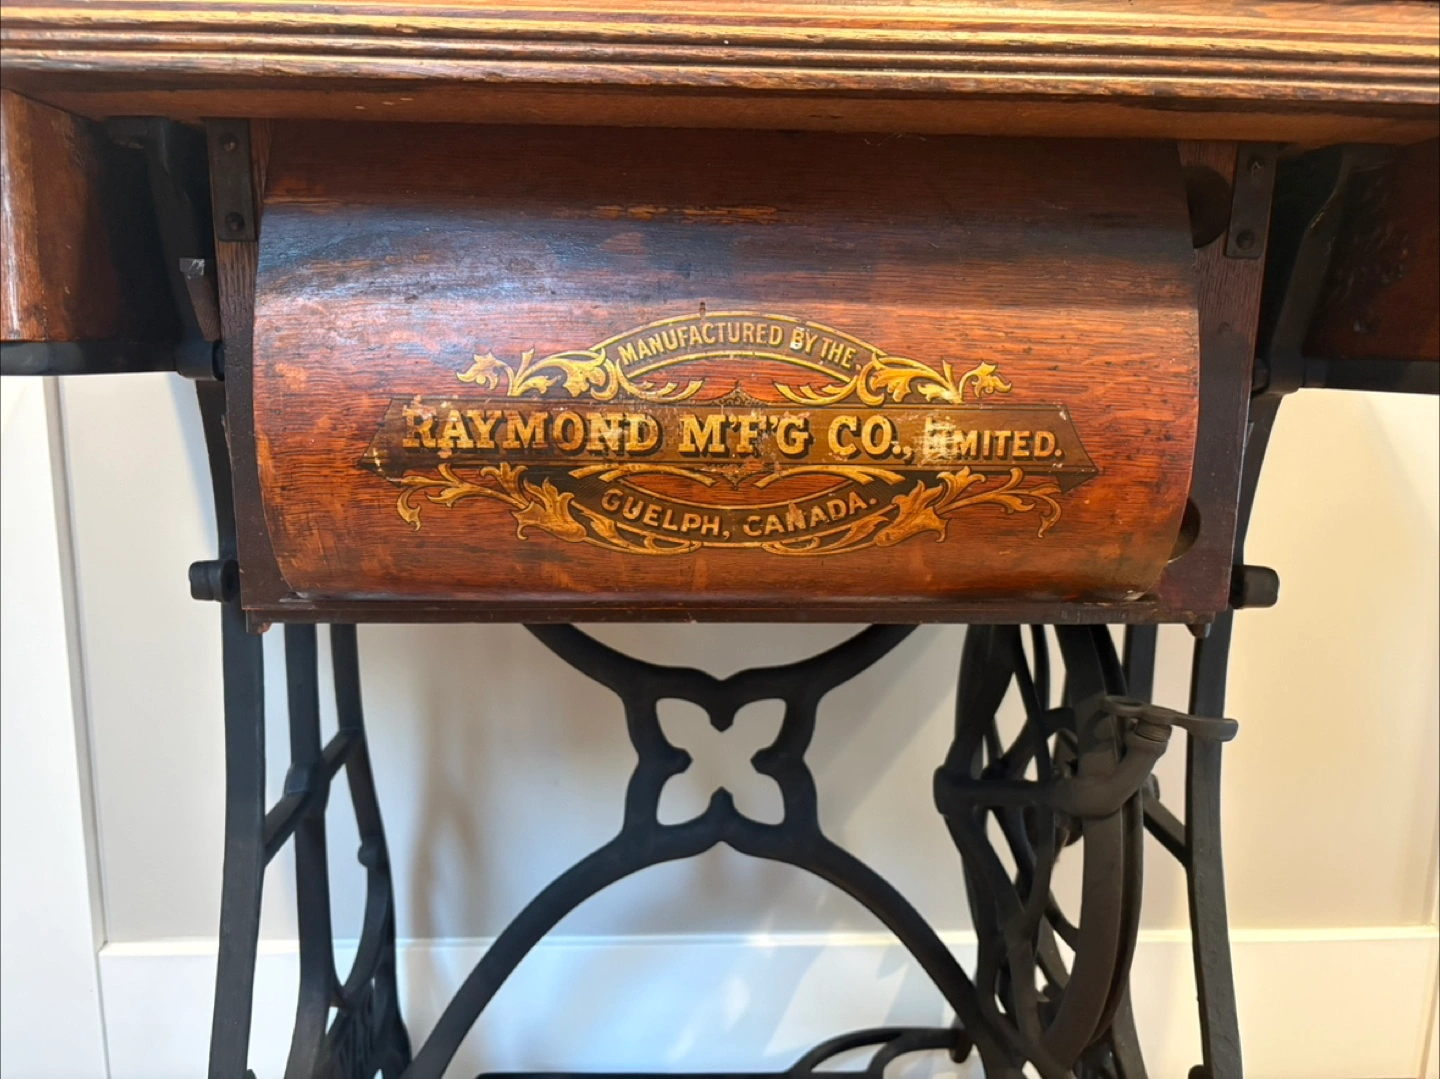 MANUFACTURED BY THE
RAYMOND M'F'G CO., LIMITED.
GUELPH, CANADA.